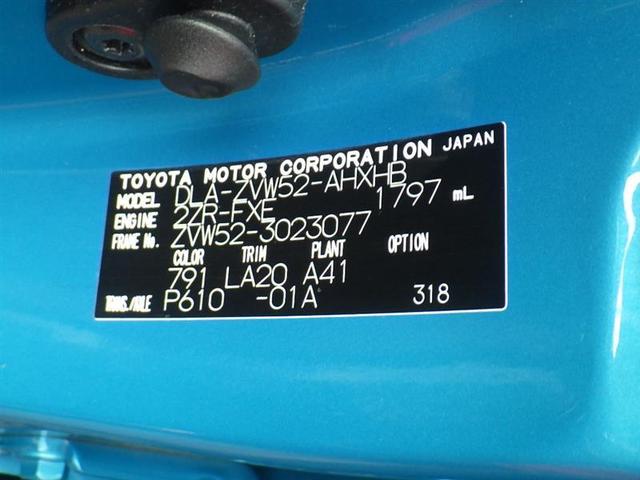 TOYOTA MOTOR CORPORATION JAPAN
MODEL DLA-ZVW52-AHXHB
ENGINE 2ZR-FXE 1797 mL
FRAME No. ZVW52-3023077
COLOR TRIM PLANT OPTION
791 LA20 A41
TRANS./AXLE P610 -01A 318